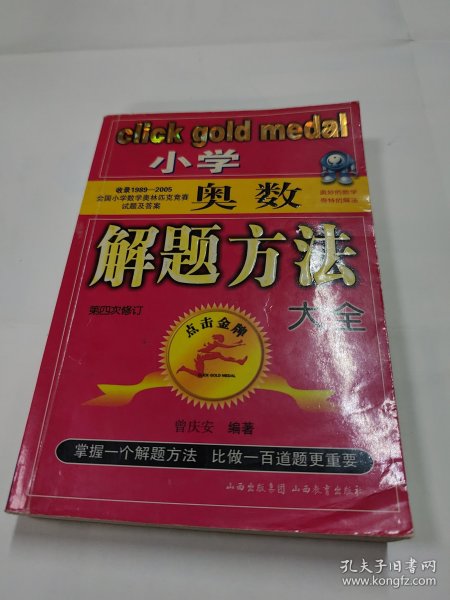 click gold medal
小学
收录1989—2005
全国小学数学奥林匹克竞赛
试题及答案
奥数
奥妙的数学
奇特的解法
解题方法
第四次修订
大全
点击金牌
CLICK GOLD MEDAL
曾庆安 编著
掌握一个解题方法 比做一百道题更重要
山西出版集团 山西教育出版社
孔夫子旧书网
www.kongfz.com